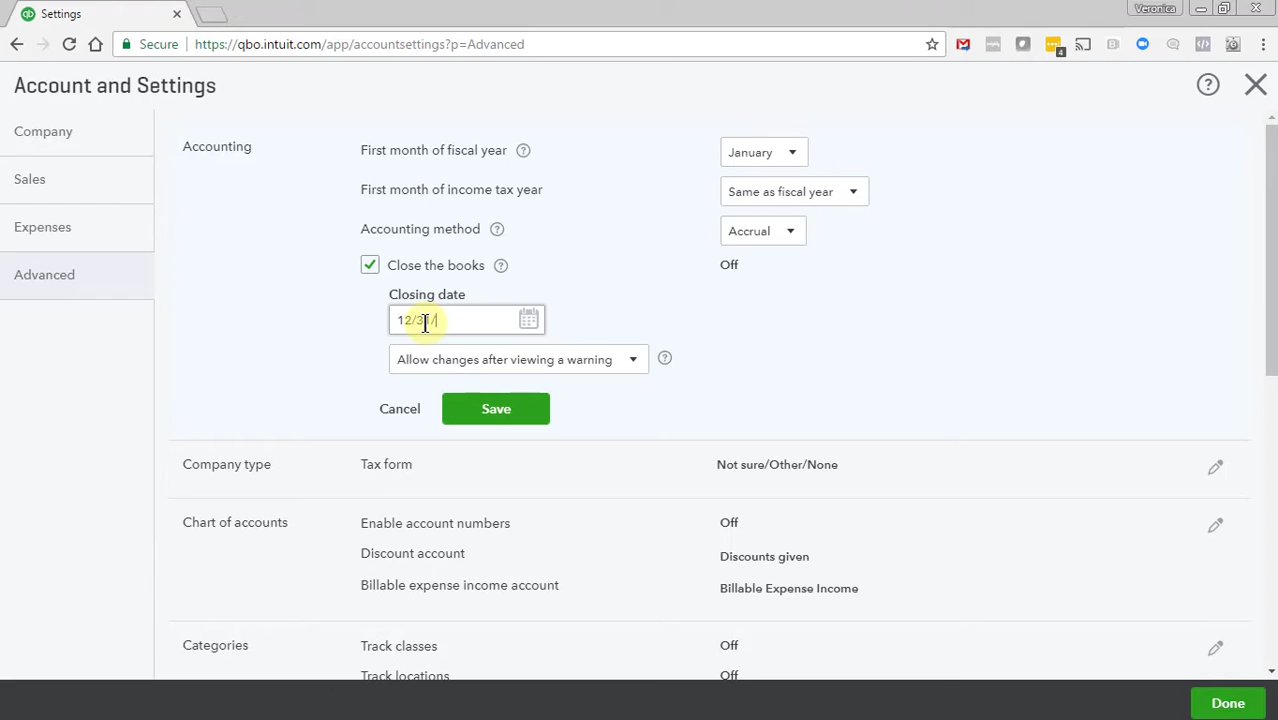 Settings
Veronica
Secure
https://qbo.intuit.com/app/accountsettings?p=Advanced
4
Account and Settings
Company
Sales
Expenses
Advanced
Accounting
First month of fiscal year
January
First month of income tax year
Same as fiscal year
Accounting method
Accrual
Close the books
Off
Closing date
12/31/
Allow changes after viewing a warning
Cancel
Save
Company type
Tax form
Not sure/Other/None
Chart of accounts
Enable account numbers
Off
Discount account
Discounts given
Billable expense income account
Billable Expense Income
Categories
Track classes
Off
Track locations
Off
Done